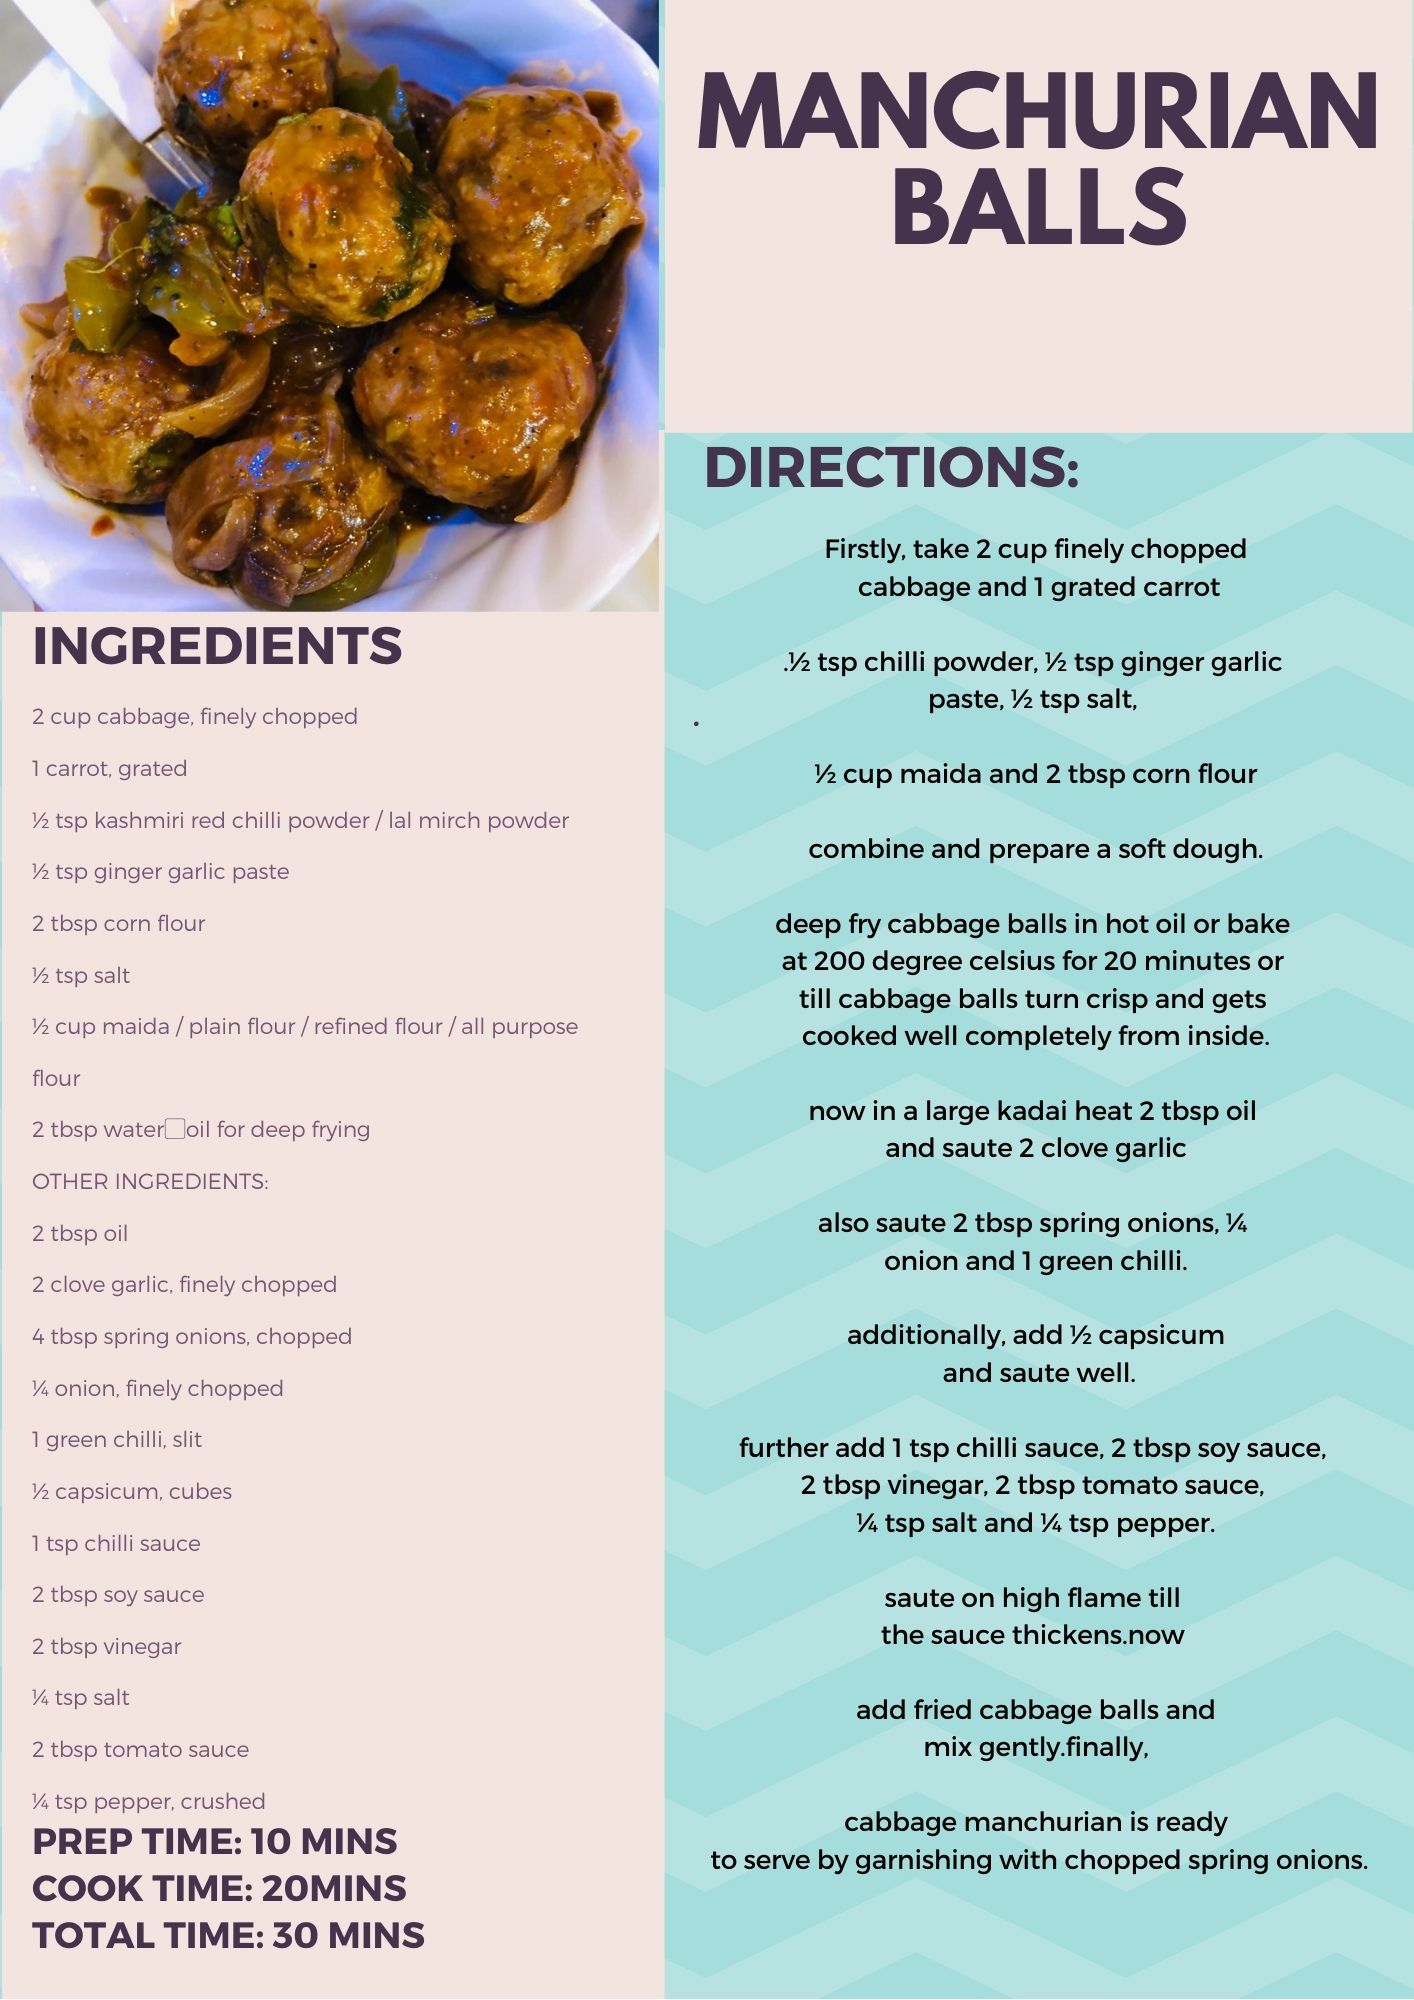 MANCHURIAN
BALLS
INGREDIENTS
2 cup cabbage, finely chopped
1 carrot, grated
½ tsp kashmiri red chilli powder / lal mirch powder
½ tsp ginger garlic paste
2 tbsp corn flour
½ tsp salt
½ cup maida / plain flour / refined flour / all purpose
flour
2 tbsp water□oil for deep frying
OTHER INGREDIENTS:
2 tbsp oil
2 clove garlic, finely chopped
4 tbsp spring onions, chopped
¼ onion, finely chopped
1 green chilli, slit
½ capsicum, cubes
1 tsp chilli sauce
2 tbsp soy sauce
2 tbsp vinegar
¼ tsp salt
2 tbsp tomato sauce
¼ tsp pepper, crushed
PREP TIME: 10 MINS
COOK TIME: 20MINS
TOTAL TIME: 30 MINS
DIRECTIONS:
Firstly, take 2 cup finely chopped
cabbage and 1 grated carrot
.½ tsp chilli powder, ½ tsp ginger garlic
paste, ½ tsp salt,
.
½ cup maida and 2 tbsp corn flour
combine and prepare a soft dough.
deep fry cabbage balls in hot oil or bake
at 200 degree celsius for 20 minutes or
till cabbage balls turn crisp and gets
cooked well completely from inside.
now in a large kadai heat 2 tbsp oil
and saute 2 clove garlic
also saute 2 tbsp spring onions, ¼
onion and 1 green chilli.
additionally, add ½ capsicum
and saute well.
further add 1 tsp chilli sauce, 2 tbsp soy sauce,
2 tbsp vinegar, 2 tbsp tomato sauce,
¼ tsp salt and ¼ tsp pepper.
saute on high flame till
the sauce thickens.now
add fried cabbage balls and
mix gently.finally,
cabbage manchurian is ready
to serve by garnishing with chopped spring onions.